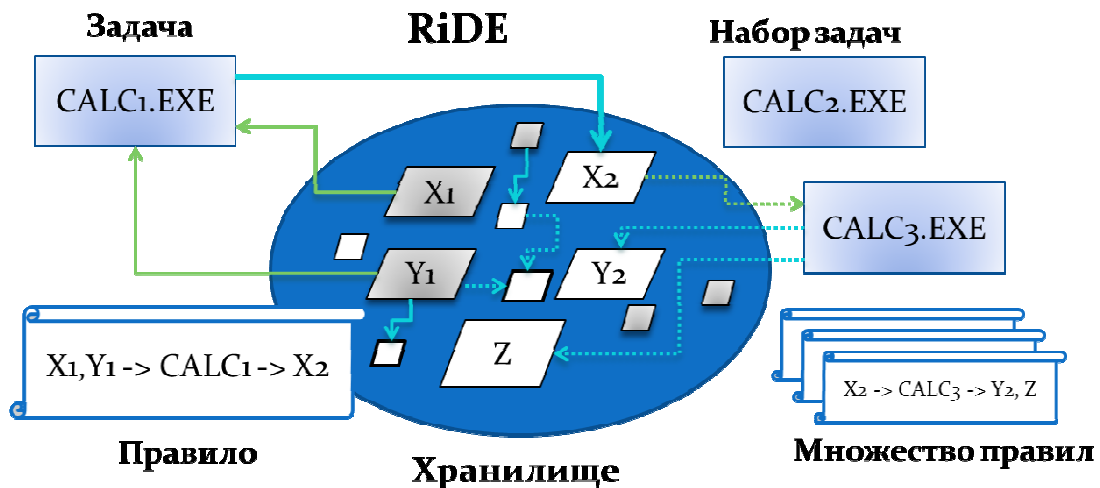 Задача
RiDE
Набор задач
CALC1.EXE
CALC2.EXE
X1
X2
CALC3.EXE
Y1
Y2
Z
X1,Y1 -> CALC1 -> X2
X2 -> CALC3 -> Y2, Z
Правило
Хранилище
Множество правил